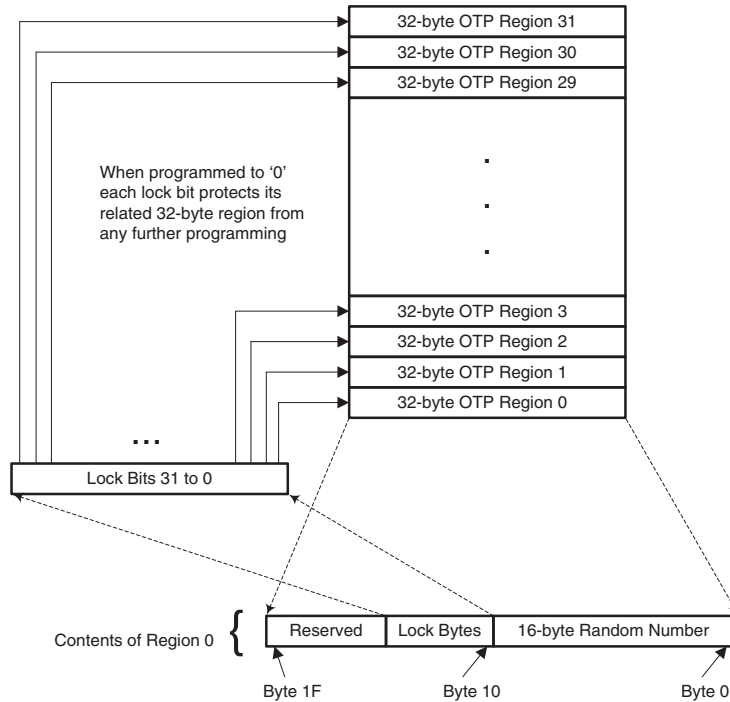 32-byte OTP Region 31
32-byte OTP Region 30
32-byte OTP Region 29
When programmed to ‘0’
each lock bit protects its
related 32-byte region from
any further programming
.
.
.
32-byte OTP Region 3
32-byte OTP Region 2
32-byte OTP Region 1
32-byte OTP Region 0
...
Lock Bits 31 to 0
Contents of Region 0 {
Reserved
Lock Bytes
16-byte Random Number
Byte 1F
Byte 10
Byte 0